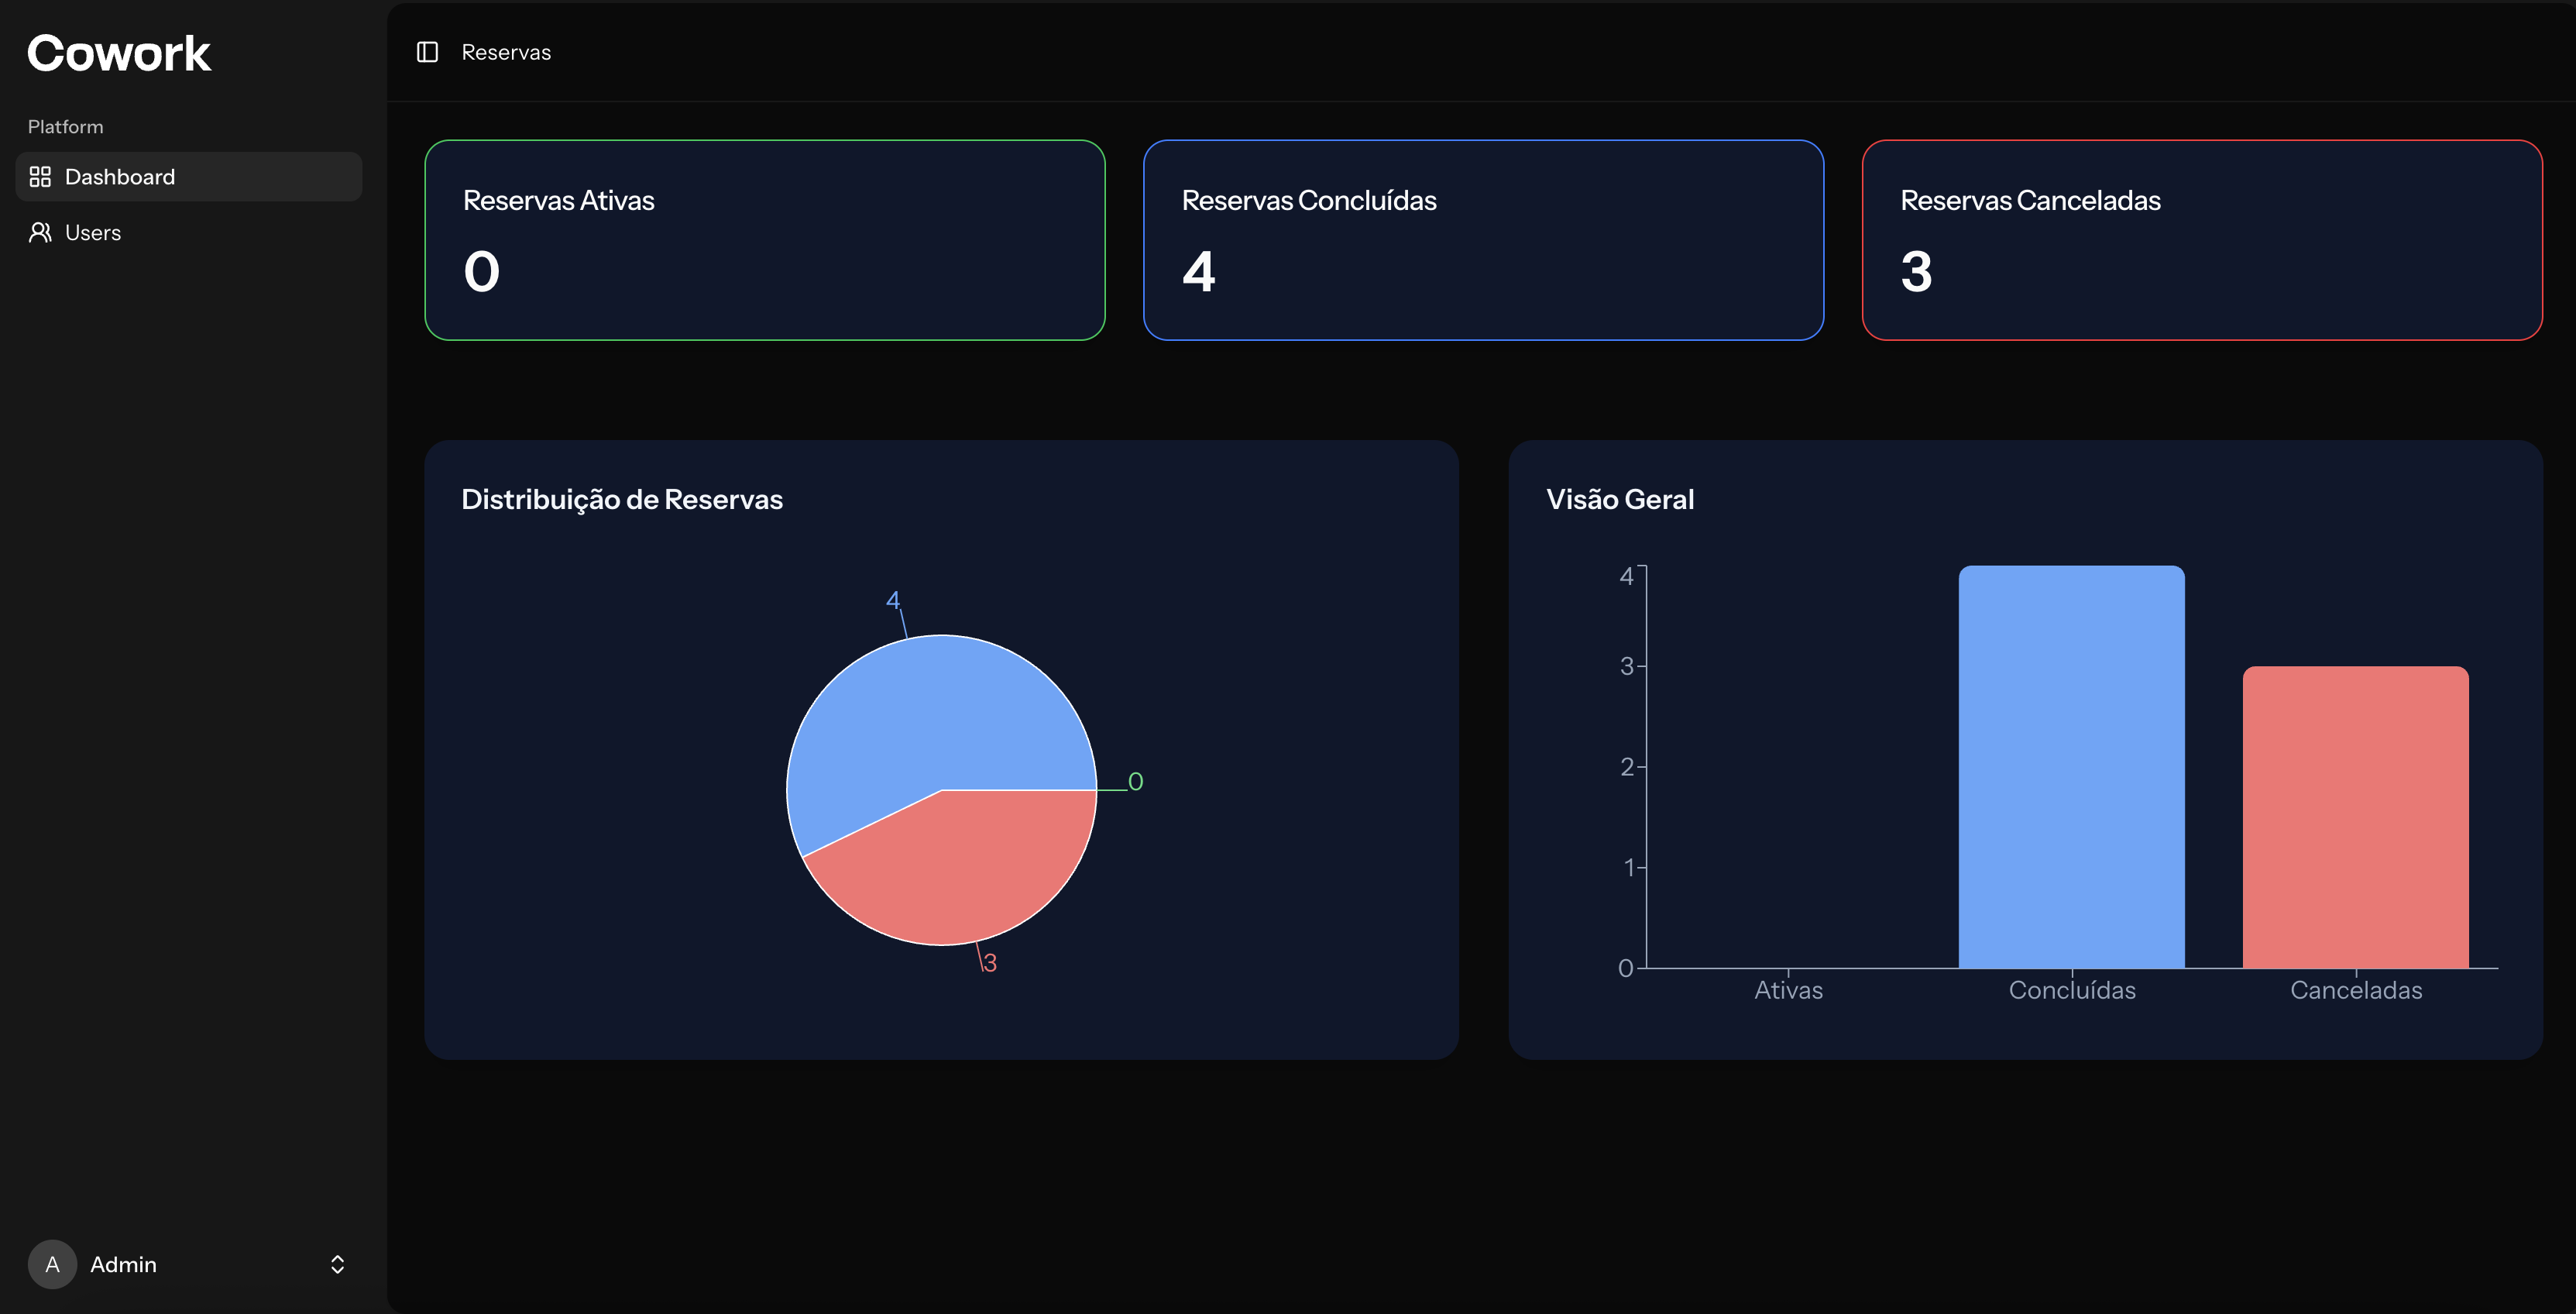 Cowork
Platform
Dashboard
Users
Admin
A
Reservas
Reservas Ativas
0
Reservas Concluídas
4
Reservas Canceladas
3
Distribuição de Reservas
4
0
3
Visão Geral
4
3
2
1
0
Ativas
Concluídas
Canceladas